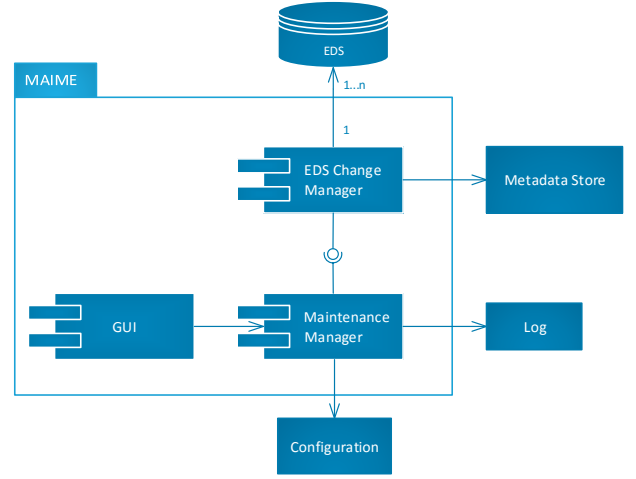 EDS
MAIME
1...n
1
EDS Change
Manager
Metadata Store
GUI
Maintenance
Manager
Log
Configuration